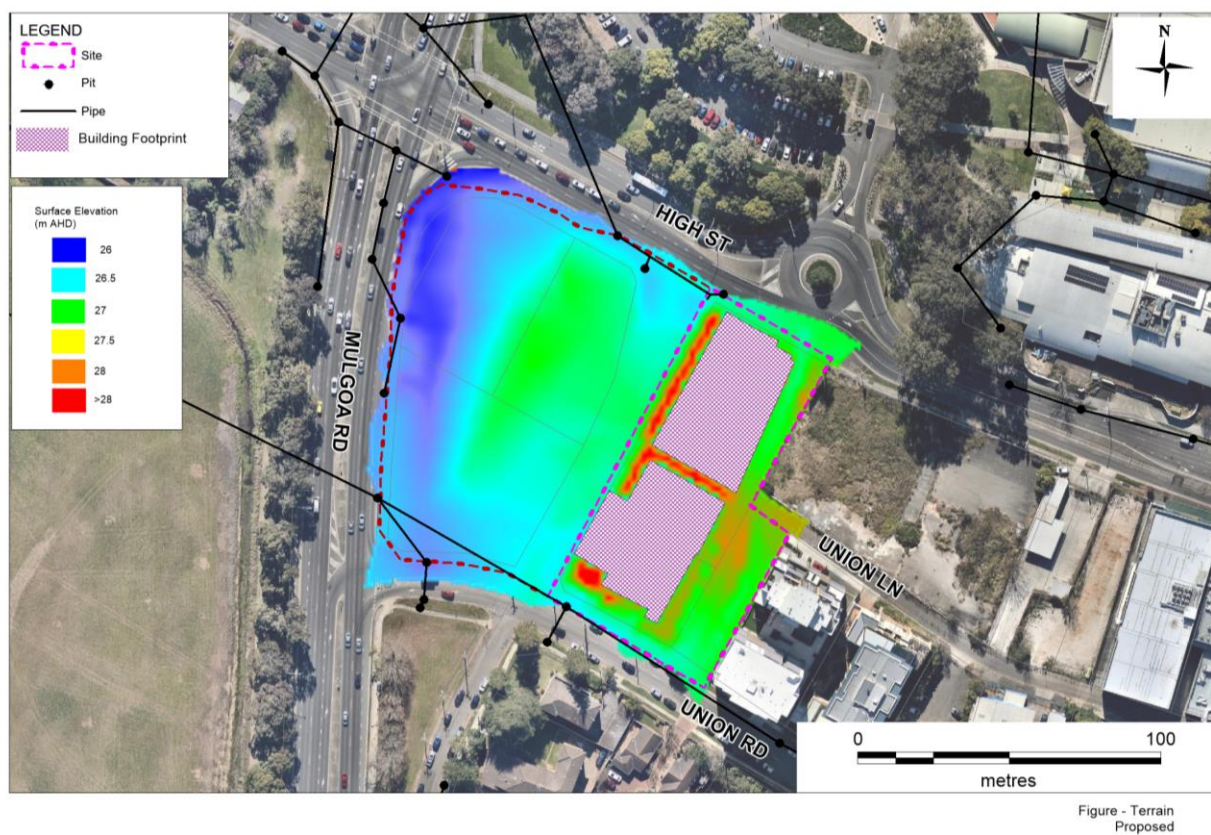 LEGEND
Site
Pit
Pipe
Building Footprint
N
Surface Elevation
(m AHD)
26
26.5
27
27.5
28
>28
HIGH ST
MULGOA RD
UNION LN
UNION RD
0 100
metres
Figure - Terrain
Proposed